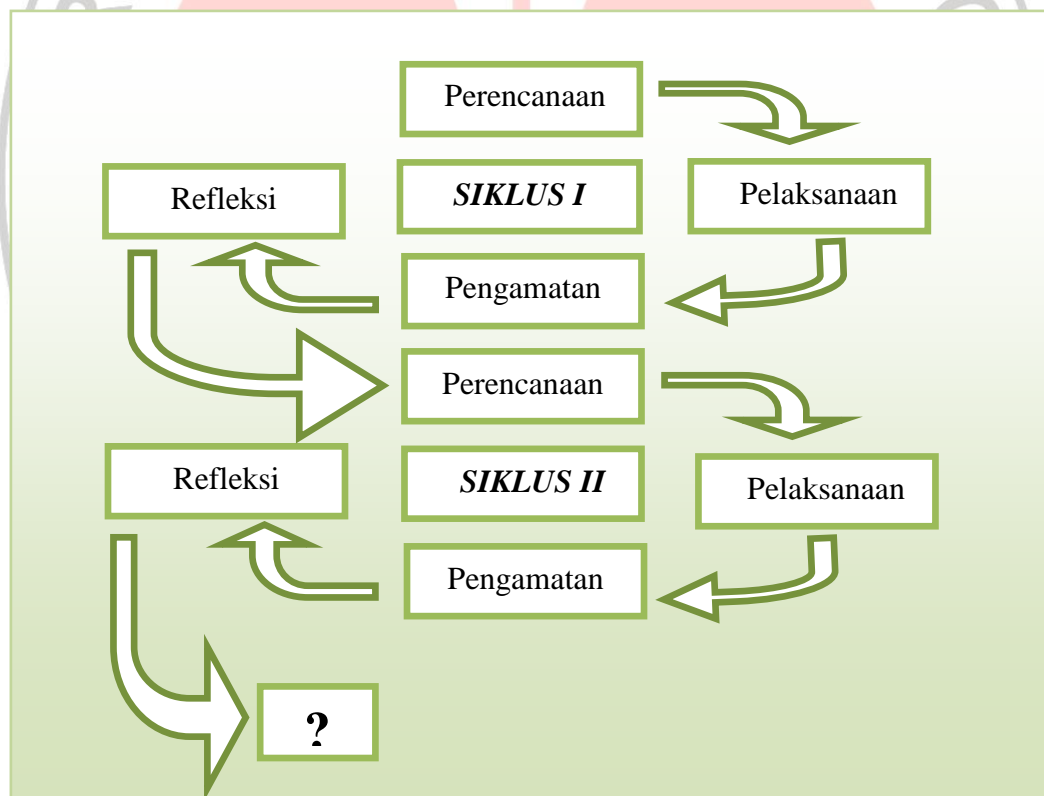 Perencanaan
Refleksi
SIKLUS I
Pelaksanaan
Pengamatan
Perencanaan
Refleksi
SIKLUS II
Pelaksanaan
Pengamatan
?